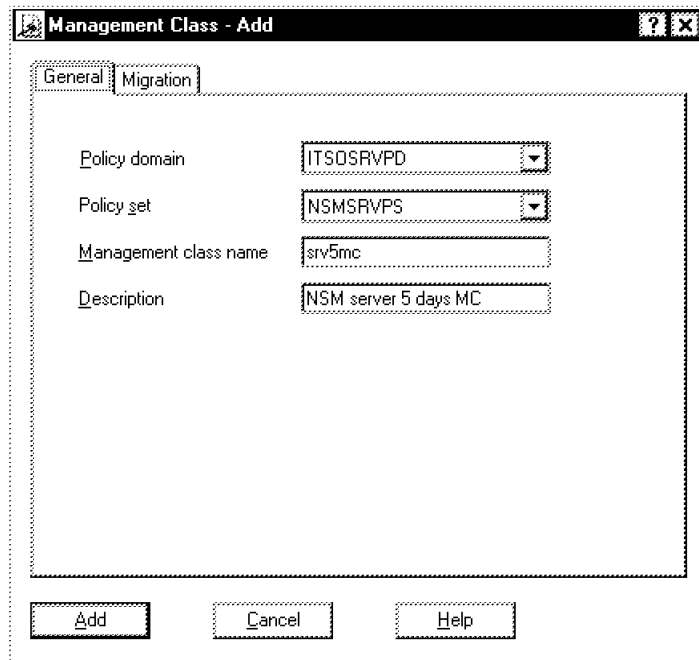 Management Class - Add
General Migration
Policy domain ITSOSRVPD
Policy set NSMSRVPS
Management class name srv5mc
Description NSM server 5 days MC
Add Cancel Help